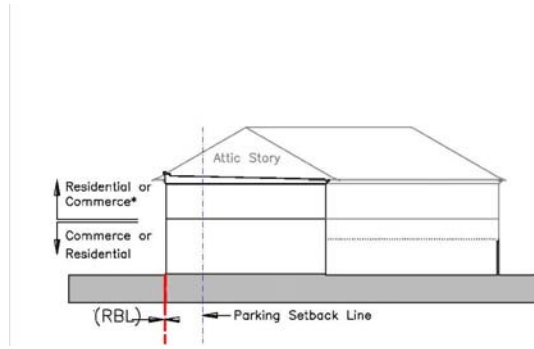 Attic Story
Residential or
Commerce*
Commerce or
Residential
(RBL)
Parking Setback Line